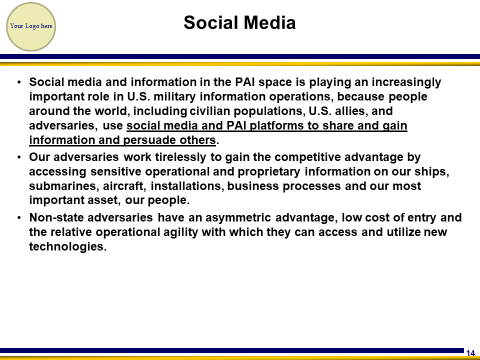 Your Logo here
Social Media
• Social media and information in the PAI space is playing an increasingly
important role in U.S. military information operations, because people
around the world, including civilian populations, U.S. allies, and
adversaries, use social media and PAI platforms to share and gain
information and persuade others.
• Our adversaries work tirelessly to gain the competitive advantage by
accessing sensitive operational and proprietary information on our ships,
submarines, aircraft, installations, business processes and our most
important asset, our people.
• Non-state adversaries have an asymmetric advantage, low cost of entry and
the relative operational agility with which they can access and utilize new
technologies.
14